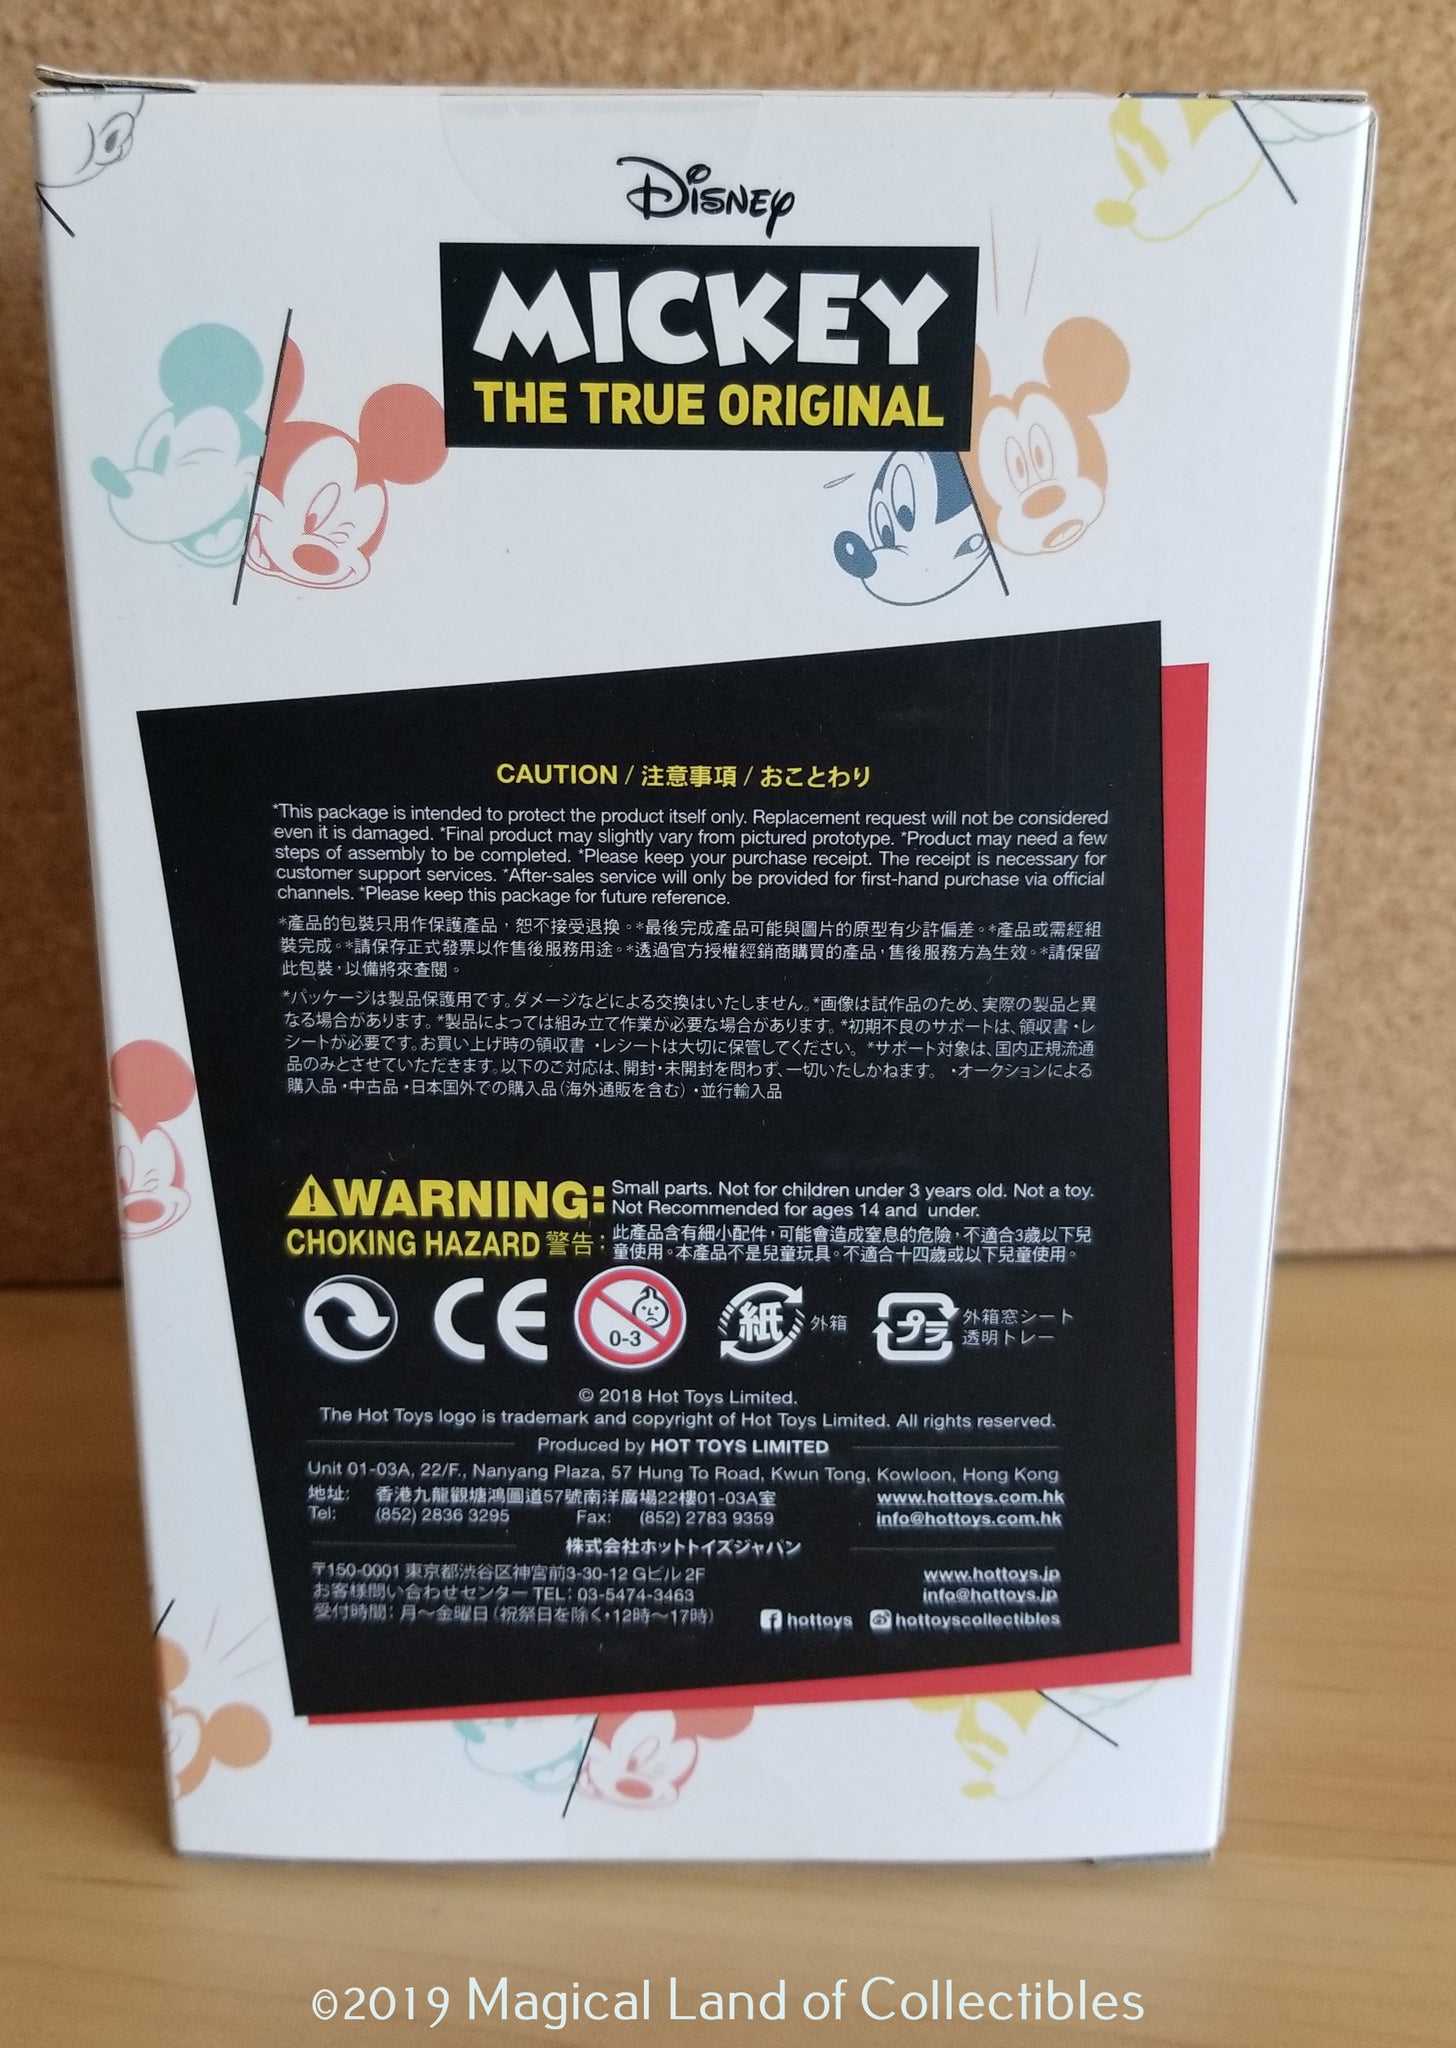 Disney
MICKEY
THE TRUE ORIGINAL
CAUTION / 注意事項 / おことわり
*This package is intended to protect the product itself only. Replacement request will not be considered
even it is damaged. *Final product may slightly vary from pictured prototype. *Product may need a few
steps of assembly to be completed. *Please keep your purchase receipt. The receipt is necessary for
customer support services. *After-sales service will only be provided for first-hand purchase via official
channels. *Please keep this package for future reference.
*產品的包裝只用作保護產品，恕不接受退換。*最後完成產品可能與圖片的原型有少許偏差。*產品或需經組
裝完成。*請保存正式發票以作售後服務用途。*透過官方授權經銷商購買的產品，售後服務方為生效。*請保留
此包裝，以備將來查閱。
*パッケージは製品保護用です。ダメージなどによる交換はいたしません。*画像は試作品のため、実際の製品と異
なる場合があります。*製品によっては組み立て作業が必要な場合があります。*初期不良のサポートは、領収書・レ
シートが必要です。お買い上げ時の領収書・レシートは大切に保管してください。*サポート対象は、国内正規流通
品のみとさせていただきます。以下のご対応は、開封・未開封を問わず、一切いたしかねます。・オークションによる
購入品・中古品・日本国外での購入品（海外通販を含む）・並行輸入品
WARNING: Small parts. Not for children under 3 years old. Not a toy.
Not Recommended for ages 14 and under.
CHOKING HAZARD 警告: 此產品含有細小配件，可能會造成窒息的危險，不適合3歲以下兒
童使用。本產品不是兒童玩具。不適合十四歲或以下兒童使用。
CE 0-3 紙 外箱 プラ 外箱窓シート
透明トレー
© 2018 Hot Toys Limited.
The Hot Toys logo is trademark and copyright of Hot Toys Limited. All rights reserved.
Produced by HOT TOYS LIMITED
Unit 01-03A, 22/F., Nanyang Plaza, 57 Hung To Road, Kwun Tong, Kowloon, Hong Kong
地址: 香港九龍觀塘鴻圖道57號南洋廣場22樓01-03A室 www.hottoys.com.hk
Tel: (852) 2836 3295 Fax: (852) 2783 9359 info@hottoys.com.hk
株式会社ホットトイズジャパン
〒150-0001 東京都渋谷区神宮前3-30-12 Gビル 2F www.hottoys.jp
お客様問い合わせセンター TEL: 03-5474-3463 info@hottoys.jp
受付時間: 月～金曜日（祝祭日を除く・12時～17時） hottoys hottoyscollectibles
©2019 Magical Land of Collectibles